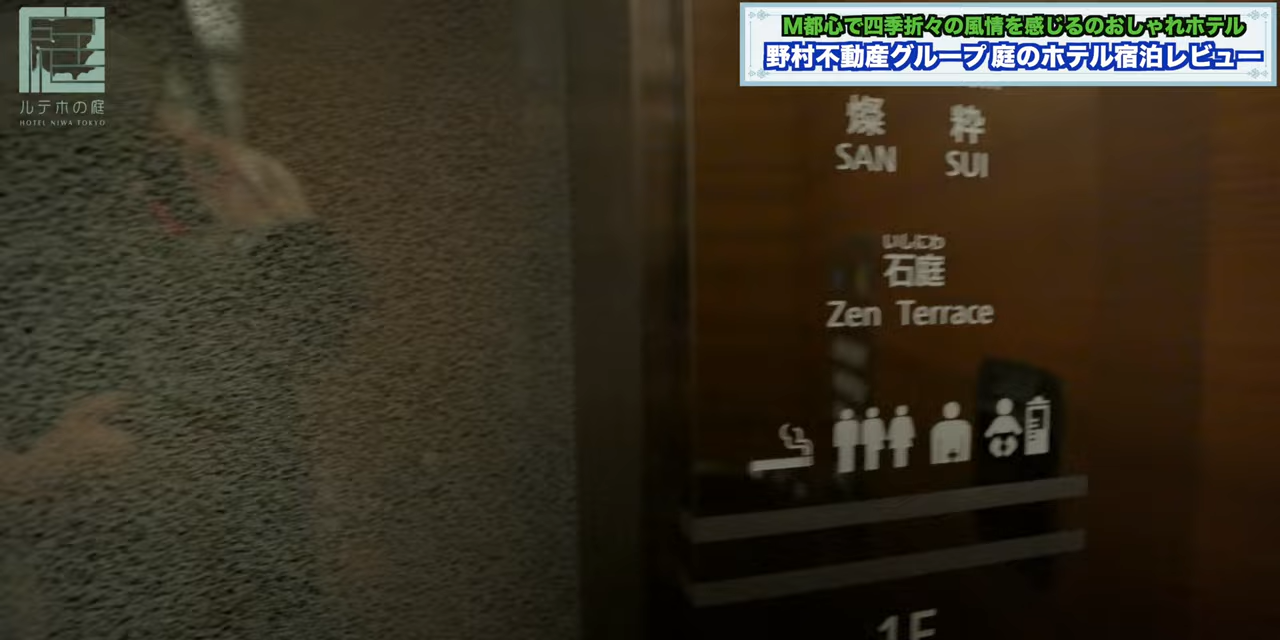 ルテホの庭
HOTEL NIWA TOKYO
M都心で四季折々の風情を感じるのおしゃれホテル
野村不動産グループ 庭のホテル宿泊レビュー
燦 粋
SAN SUI
いしにわ
石庭
Zen Terrace
1F